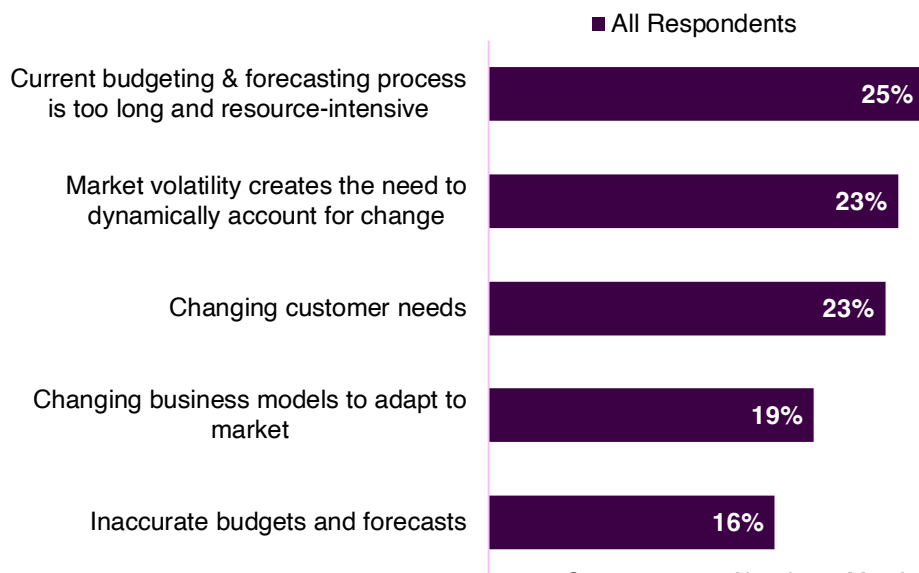 All Respondents
Current budgeting & forecasting process
is too long and resource-intensive
25%
Market volatility creates the need to
dynamically account for change
23%
Changing customer needs
23%
Changing business models to adapt to
market
19%
Inaccurate budgets and forecasts
16%